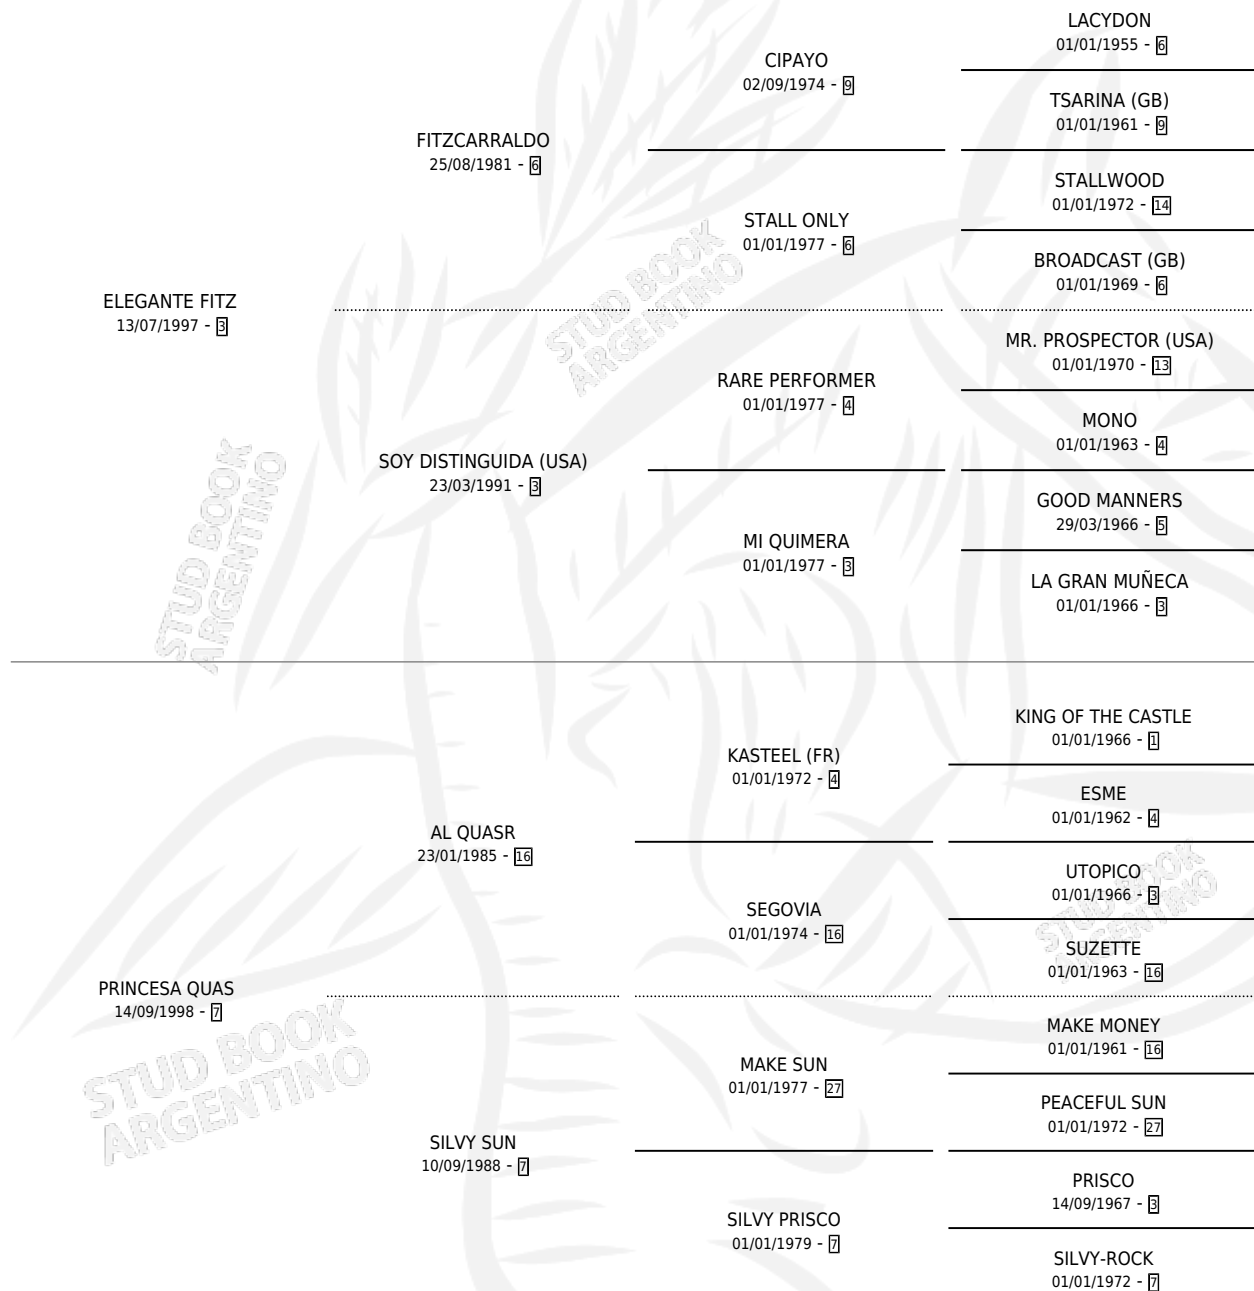 LACYDON
01/01/1955 - 6
CIPAYO
02/09/1974 - 9
TSARINA (GB)
01/01/1961 - 9
FITZCARRALDO
25/08/1981 - 6
STALLWOOD
01/01/1972 - 14
STALL ONLY
01/01/1977 - 6
BROADCAST (GB)
01/01/1969 - 6
ELEGANTE FITZ
13/07/1997 - 3
STUD BOOK
ARGENTINO
MR. PROSPECTOR (USA)
01/01/1970 - 13
RARE PERFORMER
01/01/1977 - 4
MONO
01/01/1963 - 4
SOY DISTINGUIDA (USA)
23/03/1991 - 3
GOOD MANNERS
29/03/1966 - 5
MI QUIMERA
01/01/1977 - 3
LA GRAN MUÑECA
01/01/1966 - 3
STUD BOOK
ARGENTINO
KING OF THE CASTLE
01/01/1966 - 1
KASTEEL (FR)
01/01/1972 - 4
ESME
01/01/1962 - 4
AL QUASR
23/01/1985 - 16
UTOPICO
01/01/1966 - 3
SEGOVIA
01/01/1974 - 16
SUZETTE
01/01/1963 - 16
STUD BOOK
ARGENTINO
PRINCESA QUAS
14/09/1998 - 7
MAKE MONEY
01/01/1961 - 16
MAKE SUN
01/01/1977 - 27
PEACEFUL SUN
01/01/1972 - 27
STUD BOOK
ARGENTINO
SILVY SUN
10/09/1988 - 7
PRISCO
14/09/1967 - 3
SILVY PRISCO
01/01/1979 - 7
SILVY-ROCK
01/01/1972 - 7